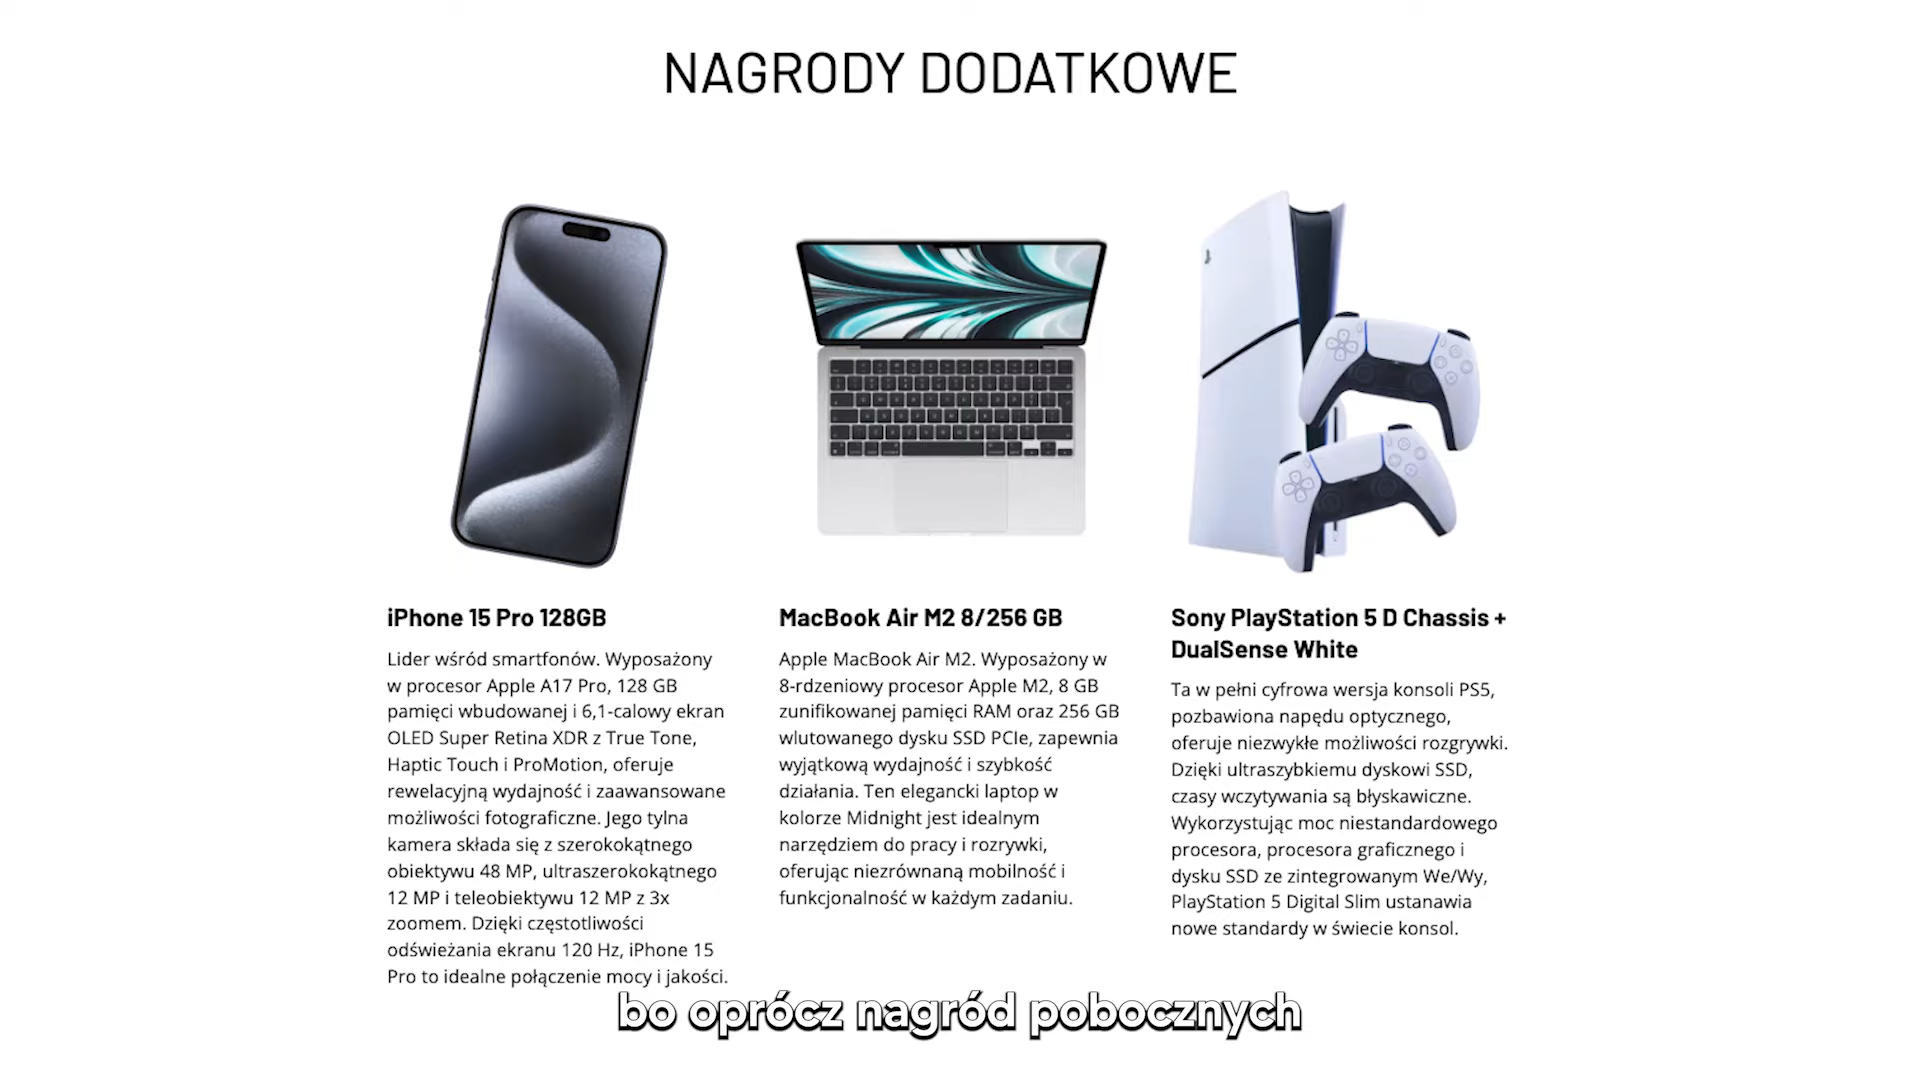 NAGRODY DODATKOWE
iPhone 15 Pro 128GB
Lider wśród smartfonów. Wyposażony
w procesor Apple A17 Pro, 128 GB
pamięci wbudowanej i 6,1-calowy ekran
OLED Super Retina XDR z True Tone,
Haptic Touch i ProMotion, oferuje
rewelacyjną wydajność i zaawansowane
możliwości fotograficzne. Jego tylna
kamera składa się z szerokokątnego
obiektywu 48 MP, ultraszerokokątnego
12 MP i teleobiektywu 12 MP z 3x
zoomem. Dzięki częstotliwości
odświeżania ekranu 120 Hz, iPhone 15
Pro to idealne połączenie mocy i jakości.
MacBook Air M2 8/256 GB
Apple MacBook Air M2. Wyposażony w
8-rdzeniowy procesor Apple M2, 8 GB
zunifikowanej pamięci RAM oraz 256 GB
wlutowanego dysku SSD PCIe, zapewnia
wyjątkową wydajność i szybkość
działania. Ten elegancki laptop w
kolorze Midnight jest idealnym
narzędziem do pracy i rozrywki,
oferując niezrównaną mobilność i
funkcjonalność w każdym zadaniu.
Sony PlayStation 5 D Chassis +
DualSense White
Ta w pełni cyfrowa wersja konsoli PS5,
pozbawiona napędu optycznego,
oferuje niezwykłe możliwości rozgrywki.
Dzięki ultraszybkiemu dyskowi SSD,
czasy wczytywania są błyskawiczne.
Wykorzystując moc niestandardowego
procesora, procesora graficznego i
dysku SSD ze zintegrowanym We/Wy,
PlayStation 5 Digital Slim ustanawia
nowe standardy w świecie konsol.
bo oprócz nagród pobocznych